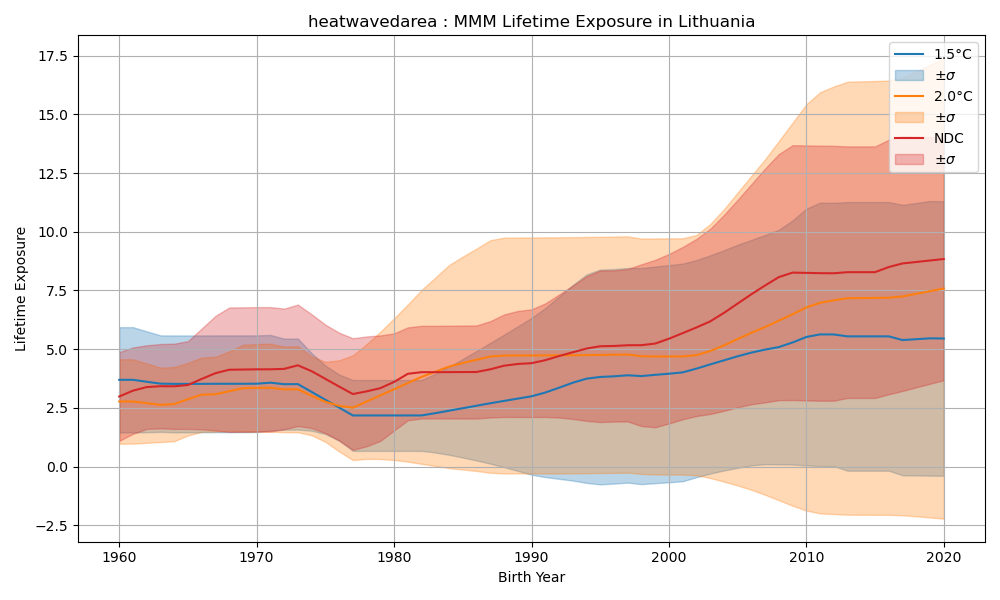 heatwavedarea : MMM Lifetime Exposure in Lithuania
17.5
15.0
12.5
10.0
7.5
5.0
2.5
0.0
−2.5
Lifetime Exposure
1960
1970
1980
1990
2000
2010
2020
Birth Year
1.5°C
±σ
2.0°C
±σ
NDC
±σ